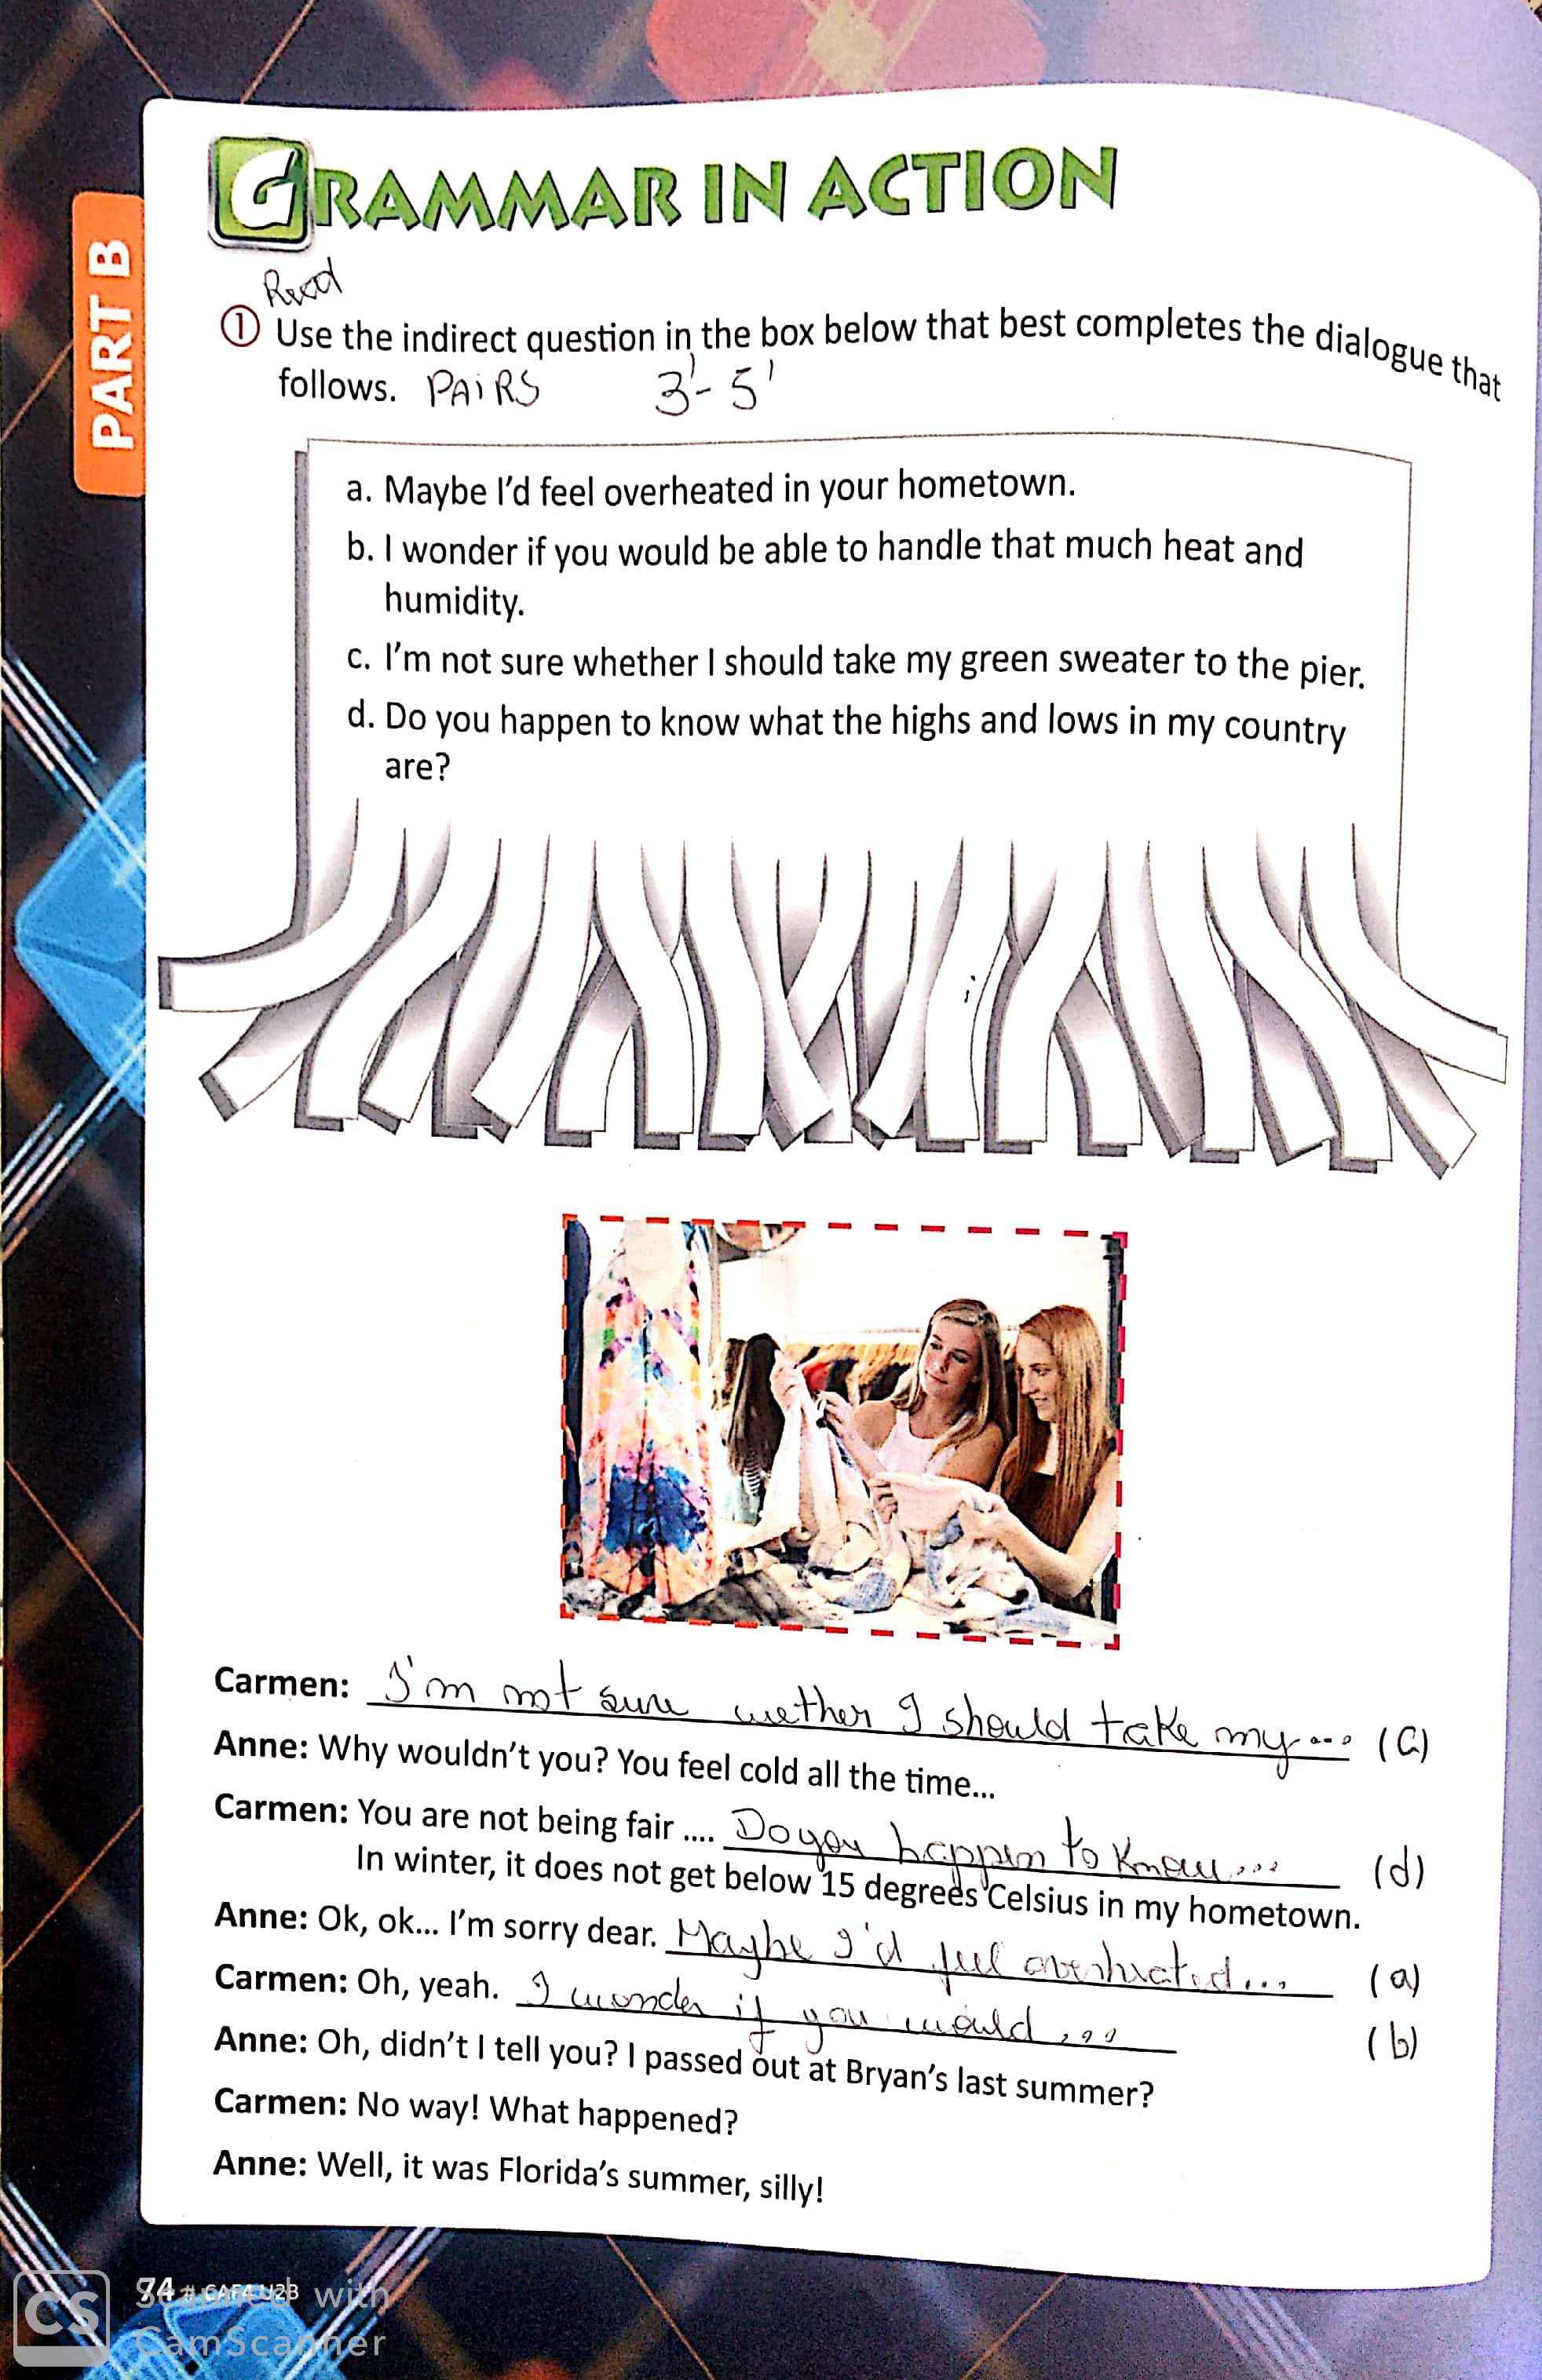 GRAMMAR IN ACTION
PART B
Read
① Use the indirect question in the box below that best completes the dialogue that
follows. PAiRS 3'- 5'
a. Maybe I'd feel overheated in your hometown.
b. I wonder if you would be able to handle that much heat and
humidity.
c. I'm not sure whether I should take my green sweater to the pier.
d. Do you happen to know what the highs and lows in my country
are?
Carmen: I'm not sure wether I should take my... (C)
Anne: Why wouldn't you? You feel cold all the time...
Carmen: You are not being fair .... Do you happen to know... (d)
In winter, it does not get below 15 degrees Celsius in my hometown.
Anne: Ok, ok... I'm sorry dear. Maybe I'd feel overheated... (a)
Carmen: Oh, yeah. I wonder if you would ... (b)
Anne: Oh, didn't I tell you? I passed out at Bryan's last summer?
Carmen: No way! What happened?
Anne: Well, it was Florida's summer, silly!
74 # CAF4 U2B
CS Scanned with
CamScanner